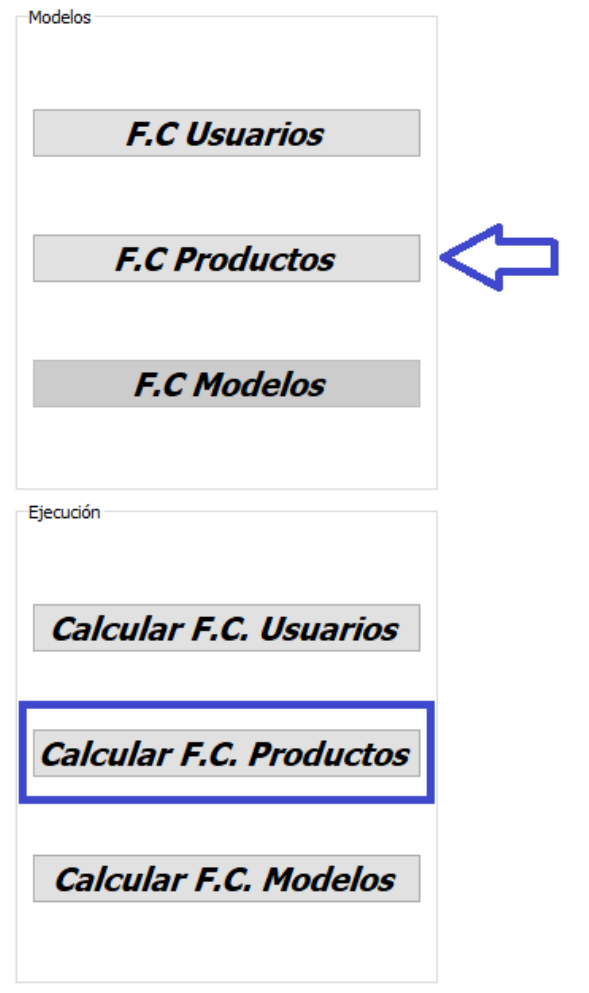 Modelos
F.C Usuarios
F.C Productos
F.C Modelos
Ejecución
Calcular F.C. Usuarios
Calcular F.C. Productos
Calcular F.C. Modelos